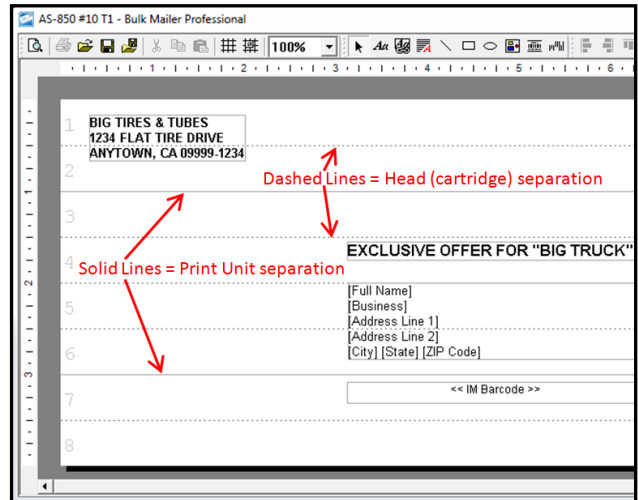 AS-850 #10 T1 - Bulk Mailer Professional
100%
Aa
1 2 3 4 5 6
1 BIG TIRES & TUBES
1234 FLAT TIRE DRIVE
ANYTOWN, CA 09999-1234
2
Dashed Lines = Head (cartridge) separation
1
3
EXCLUSIVE OFFER FOR "BIG TRUCK"
4
Solid Lines = Print Unit separation
2
[Full Name]
5 [Business]
[Address Line 1]
[Address Line 2]
6 [City] [State] [ZIP Code]
3
<< IM Barcode >>
7
8